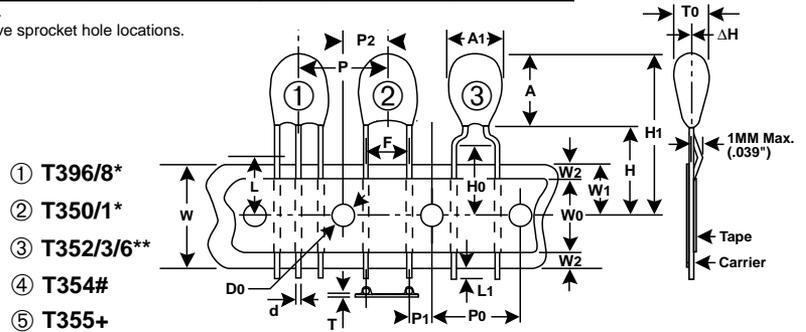 ve sprocket hole locations.
① T396/8*
② T350/1*
③ T352/3/6**
④ T354#
⑤ T355+
P2
P
A1
T0
ΔH
①
②
③
A
H1
F
H
1MM Max.
(.039")
L
H0
W2
W1
W
W0
W2
Tape
Carrier
D0
d
T
P1
L1
P0